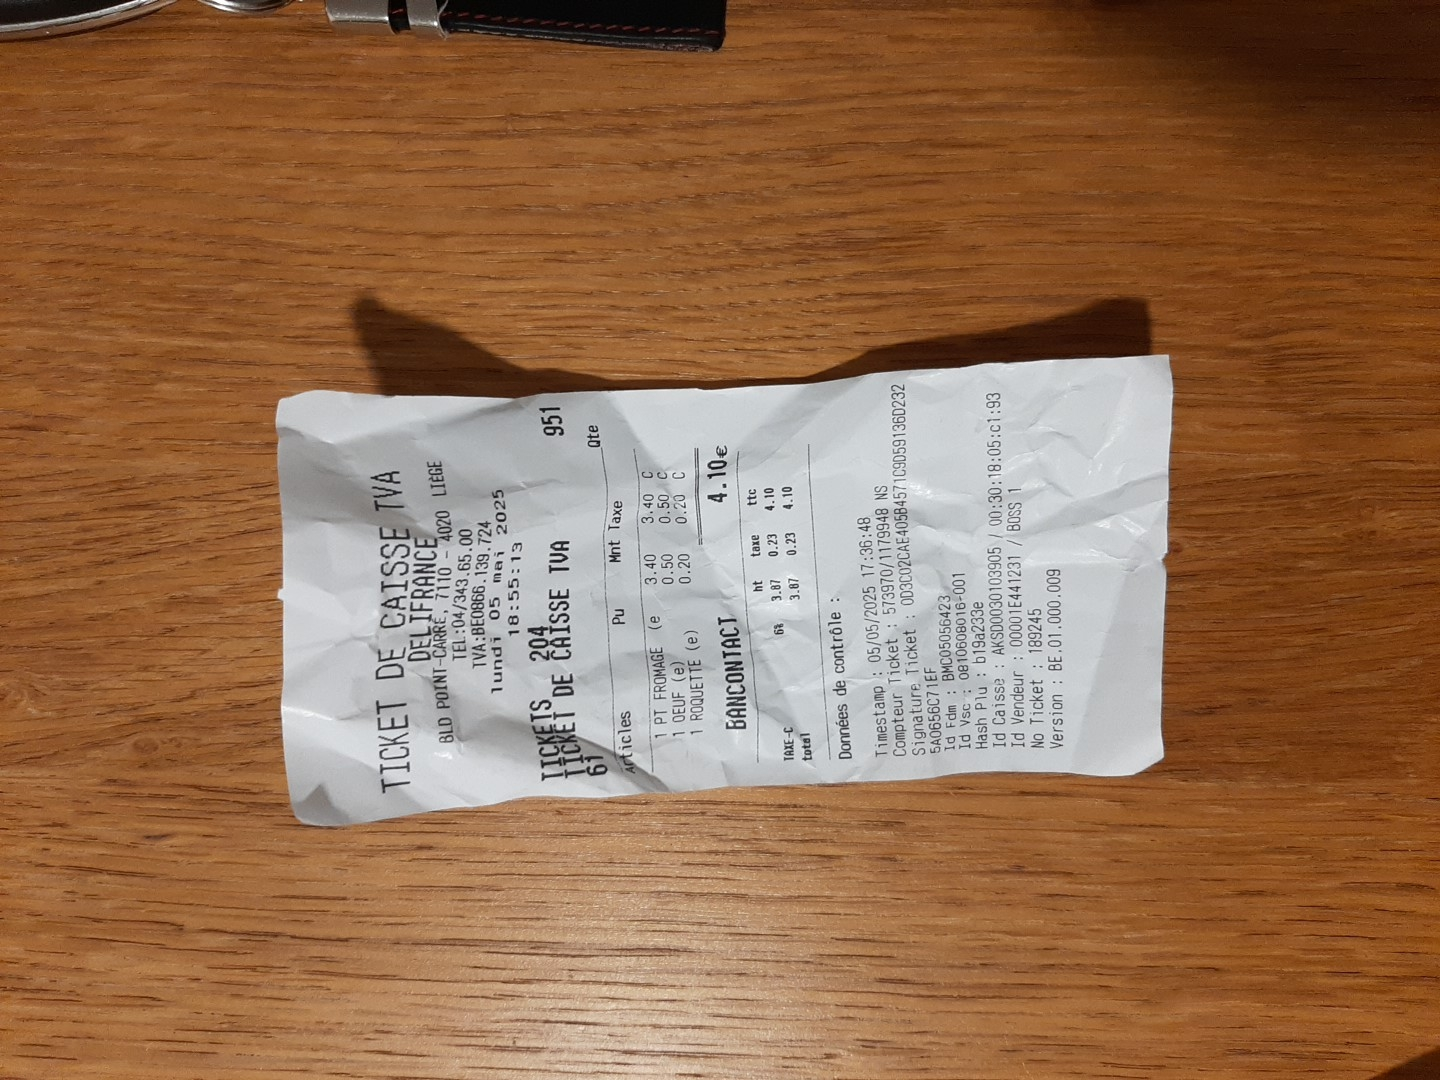 TICKET DE CAISSE TVA
DELIFRANCE
BLD POINT-CARRE, 7110 - 4020 LIEGE
TEL:04/343.65.00
TVA:BE0866.139.724
lundi 05 mai 2025
18:55:13
TICKETS 204 951
TICKET DE CAISSE TVA
61
Qte
Articles Pu Mnt Taxe
1 PT FROMAGE (e 3.40 3.40 C
1 OEUF (e) 0.50 0.50 C
1 ROQUETTE (e) 0.20 0.20 C
BANCONTACT 4.10€
ht taxe ttc
TAXE-C 6% 3.87 0.23 4.10
total 3.87 0.23 4.10
Données de contrôle :
Timestamp : 05/05/2025 17:36:48
Compteur Ticket : 573970/1179948 NS
Signature Ticket : 0D3C02CAE405B4571C9D59136D232
5A0656C71EF
Id Fdm : BMC05056423
Id Vsc : 081060B016-001
Hash Plu : b19a233e
Id Caisse : AKSD00030103905 / 00:30:18:05:C1:93
Id Vendeur : 00001E441231 / BOSS 1
No Ticket : 189245
Version : BE.01.000.009